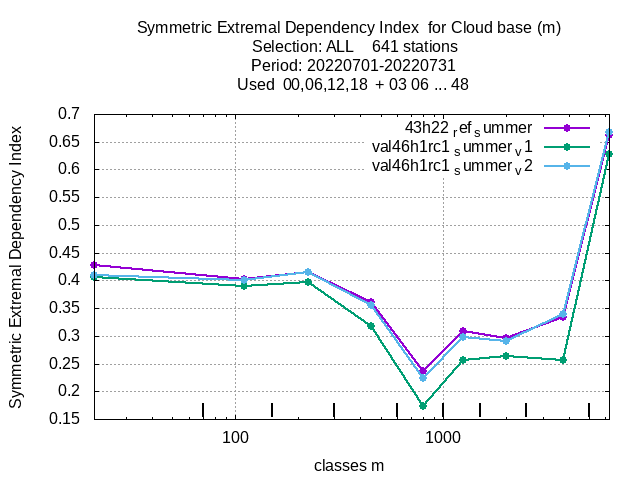 Symmetric Extremal Dependency Index for Cloud base (m)
Selection: ALL 641 stations
Period: 20220701-20220731
Used 00,06,12,18 + 03 06 ... 48
Symmetric Extremal Dependency Index
0.7
0.65
0.6
0.55
0.5
0.45
0.4
0.35
0.3
0.25
0.2
0.15
43h22 ref summer
val46h1rc1 summer v1
val46h1rc1 summer v2
100
1000
classes m